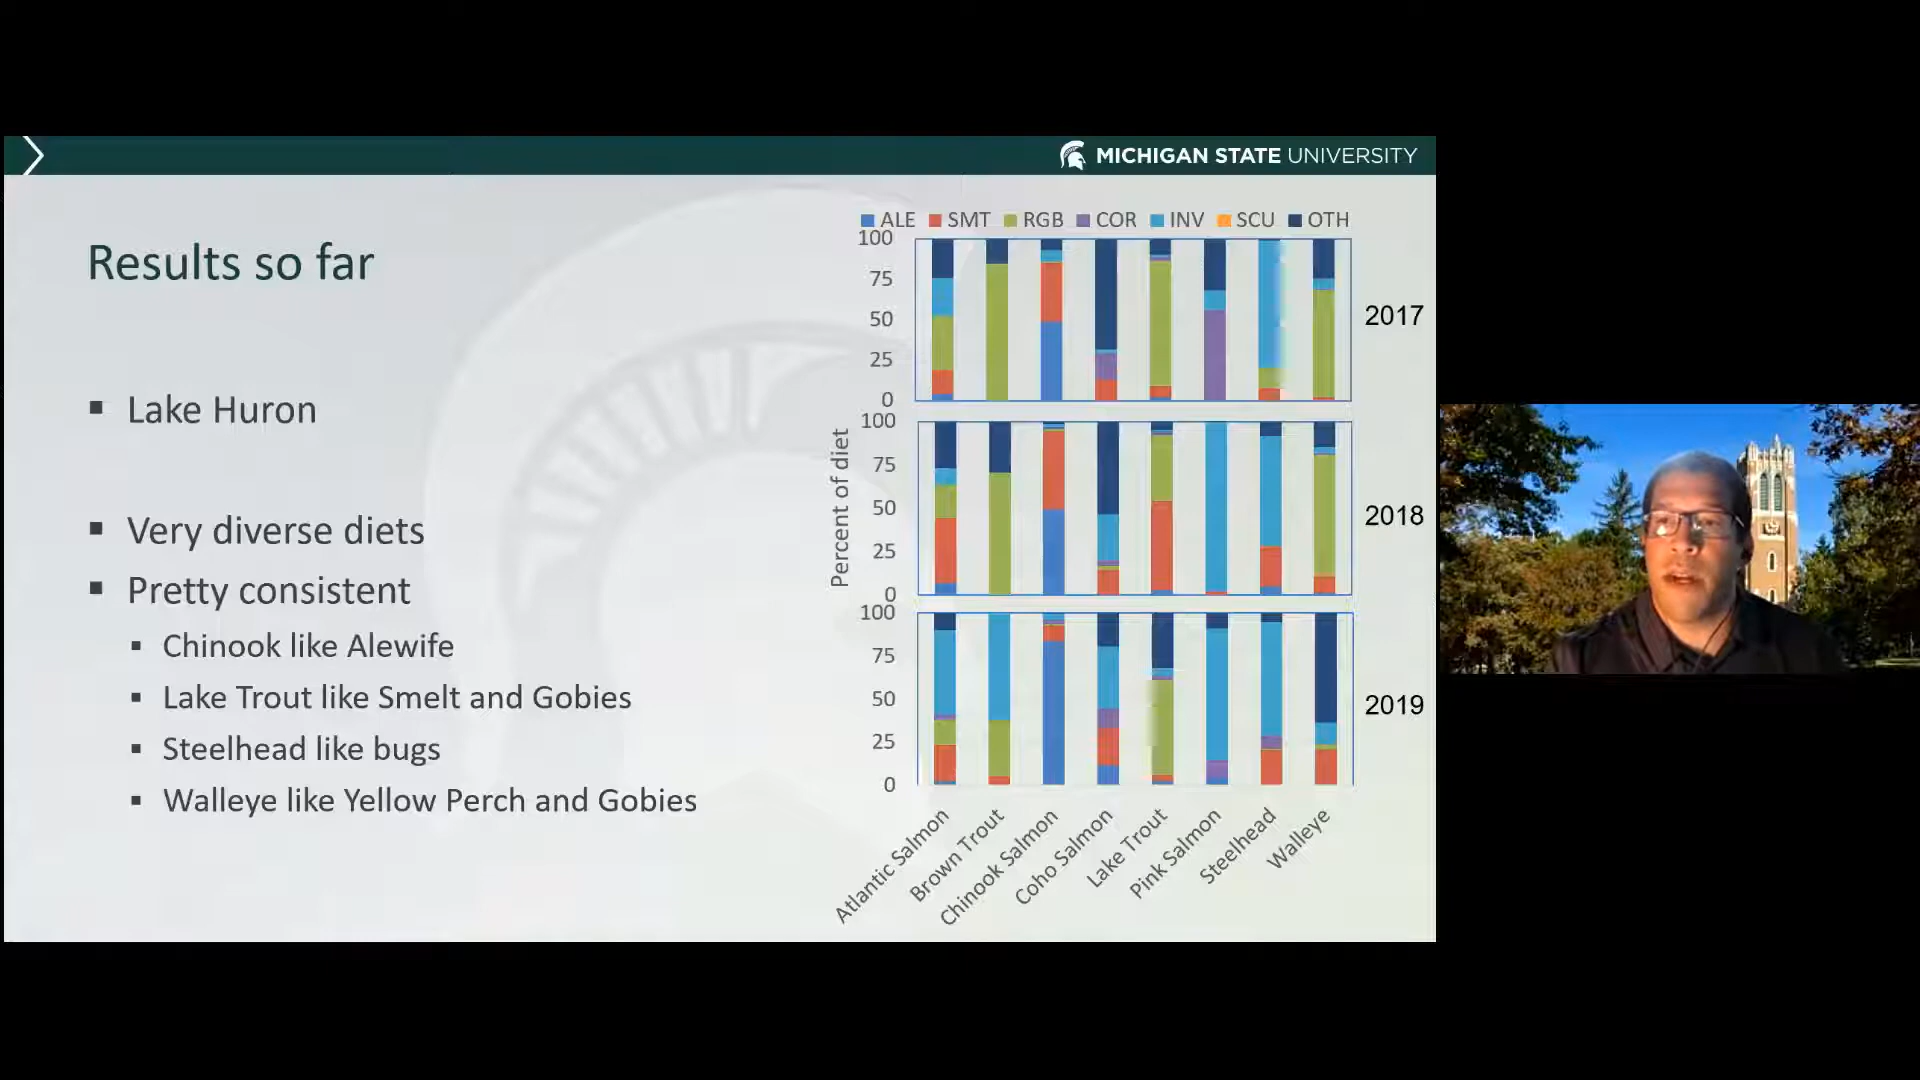 MICHIGAN STATE UNIVERSITY
Results so far
Lake Huron
Very diverse diets
Pretty consistent
Chinook like Alewife
Lake Trout like Smelt and Gobies
Steelhead like bugs
Walleye like Yellow Perch and Gobies
ALE SMT RGB COR INV SCU OTH
100
75
50
25
0
2017
100
75
50
25
0
2018
100
75
50
25
0
2019
Percent of diet
Atlantic Salmon
Brown Trout
Chinook Salmon
Coho Salmon
Lake Trout
Pink Salmon
Steelhead
Walleye